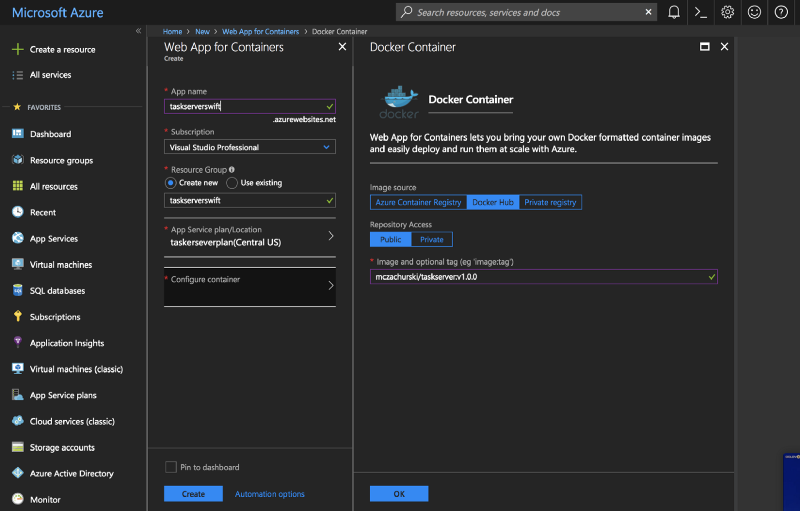 Microsoft Azure
Search resources, services and docs
Home > New > Web App for Containers > Docker Container
Create a resource
All services
FAVORITES
Dashboard
Resource groups
All resources
Recent
App Services
Virtual machines
SQL databases
Subscriptions
Application Insights
Virtual machines (classic)
App Service plans
Cloud services (classic)
Storage accounts
Azure Active Directory
Monitor
Web App for Containers
Create
* App name
taskserverswift
.azurewebsites.net
* Subscription
Visual Studio Professional
* Resource Group
Create new Use existing
taskserverswift
* App Service plan/Location
taskerseverplan(Central US)
* Configure container
Pin to dashboard
Create Automation options
Docker Container
docker
Docker Container
Web App for Containers lets you bring your own Docker formatted container images
and easily deploy and run them at scale with Azure.
Image source
Azure Container Registry Docker Hub Private registry
Repository Access
Public Private
* Image and optional tag (eg 'image:tag')
mczachurski/taskserver:v1.0.0
OK